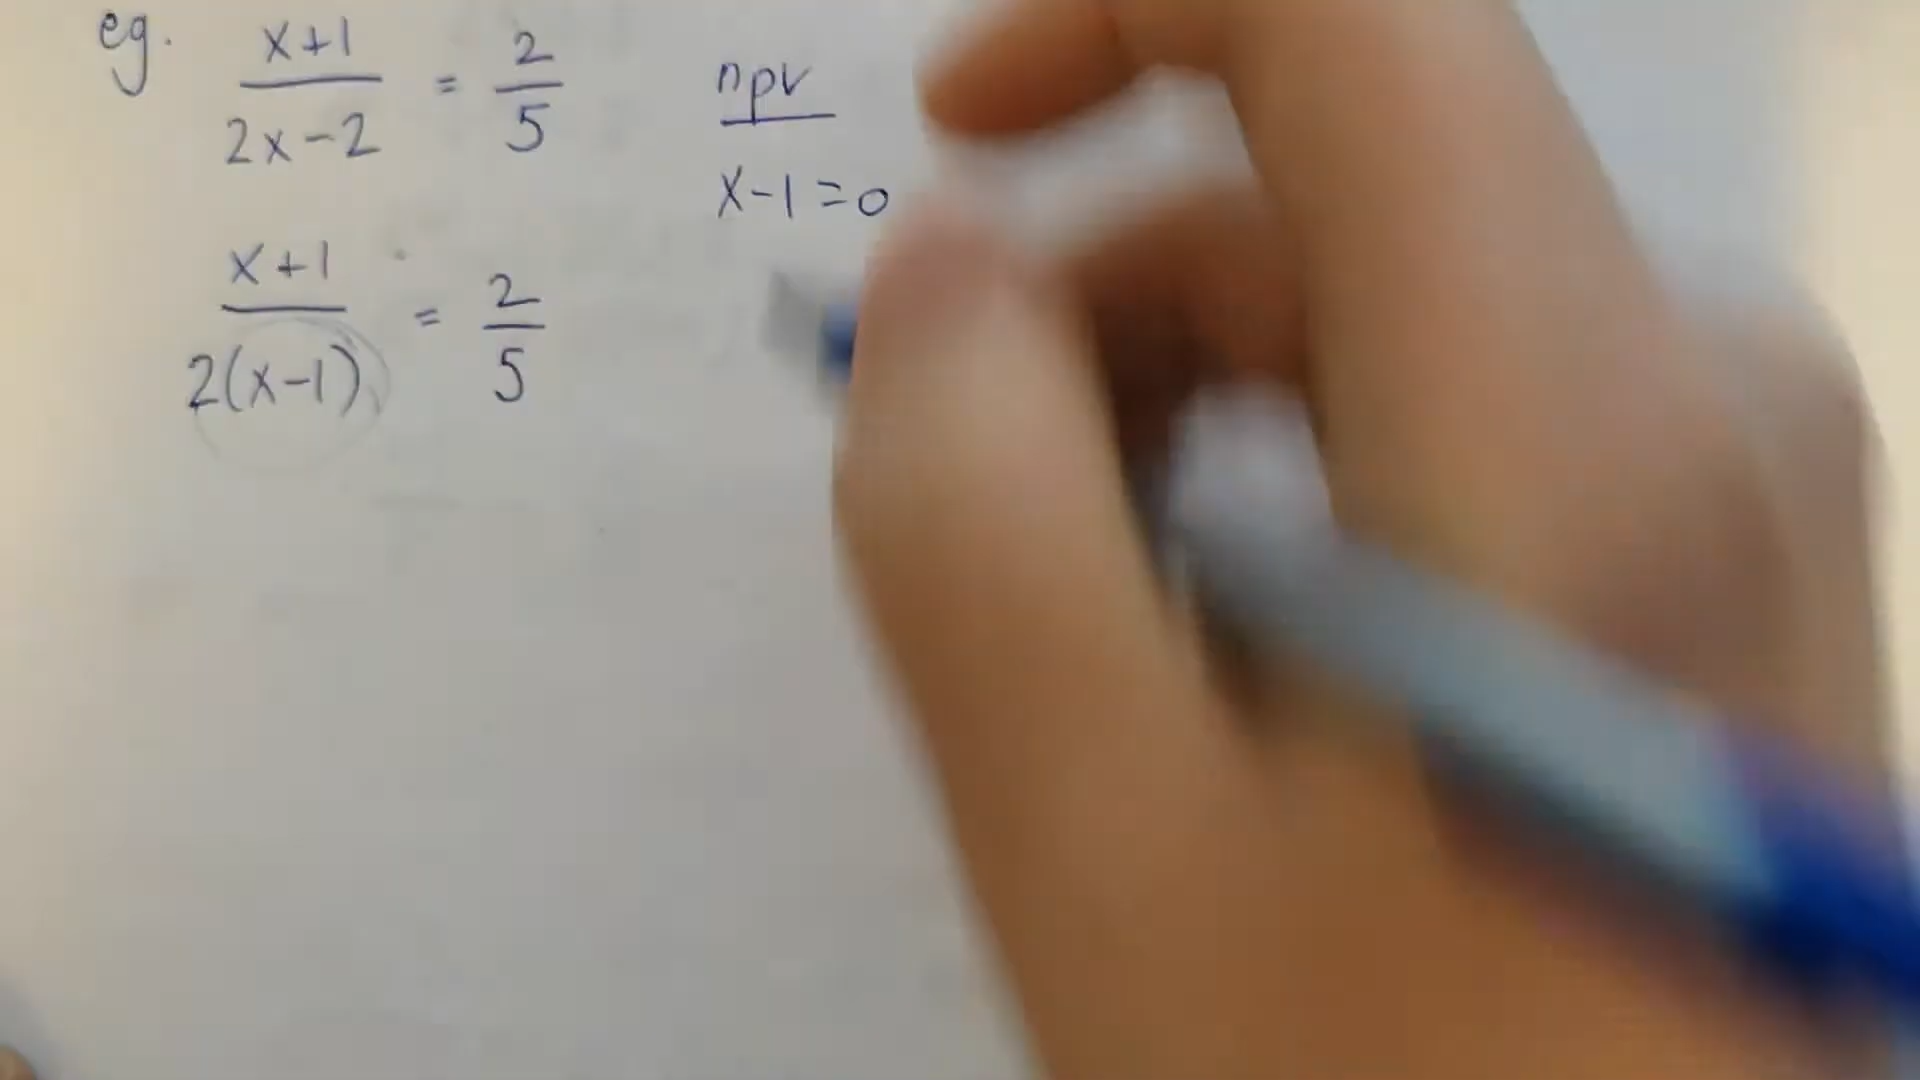 eg. x+1/2x-2 = 2/5
npv
x-1=0
x+1/2(x-1) = 2/5